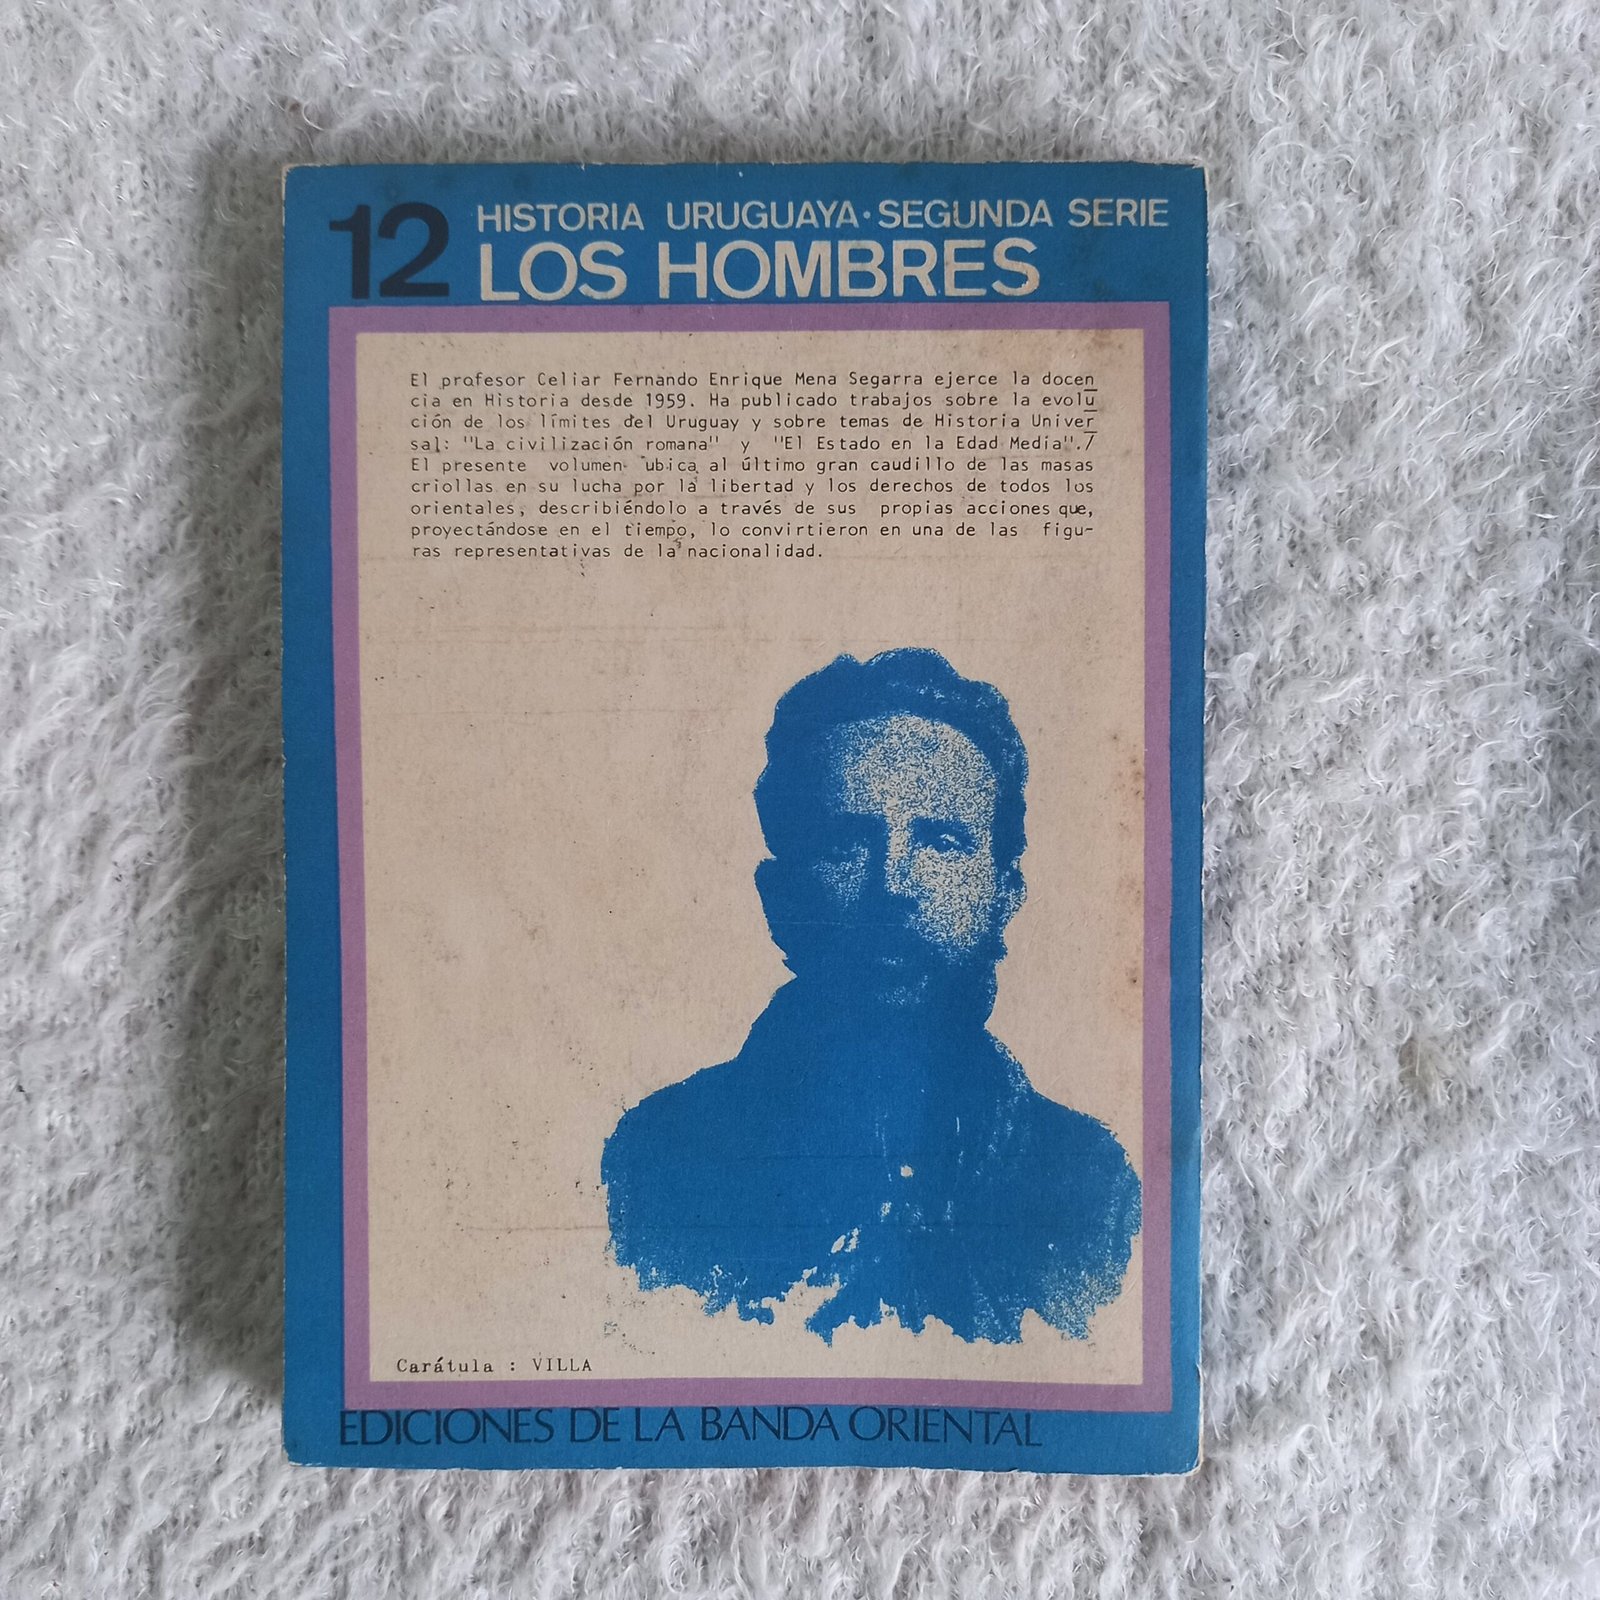 12 HISTORIA URUGUAYA · SEGUNDA SERIE
LOS HOMBRES
El profesor Celiar Fernando Enrique Mena Segarra ejerce la docen
cia en Historia desde 1959. Ha publicado trabajos sobre la evolu
ción de los límites del Uruguay y sobre temas de Historia Univer
sal: "La civilización romana" y "El Estado en la Edad Media"./
El presente volumen ubica al último gran caudillo de las masas
criollas en su lucha por la libertad y los derechos de todos los
orientales, describiéndolo a través de sus propias acciones que,
proyectándose en el tiempo, lo convirtieron en una de las figu-
ras representativas de la nacionalidad.
Carátula : VILLA
EDICIONES DE LA BANDA ORIENTAL